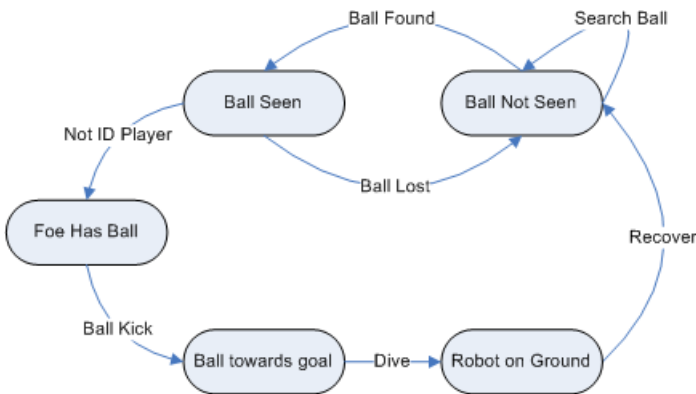 Ball Found
Search Ball
Ball Seen
Ball Not Seen
Not ID Player
Ball Lost
Foe Has Ball
Recover
Ball Kick
Ball towards goal
Dive
Robot on Ground